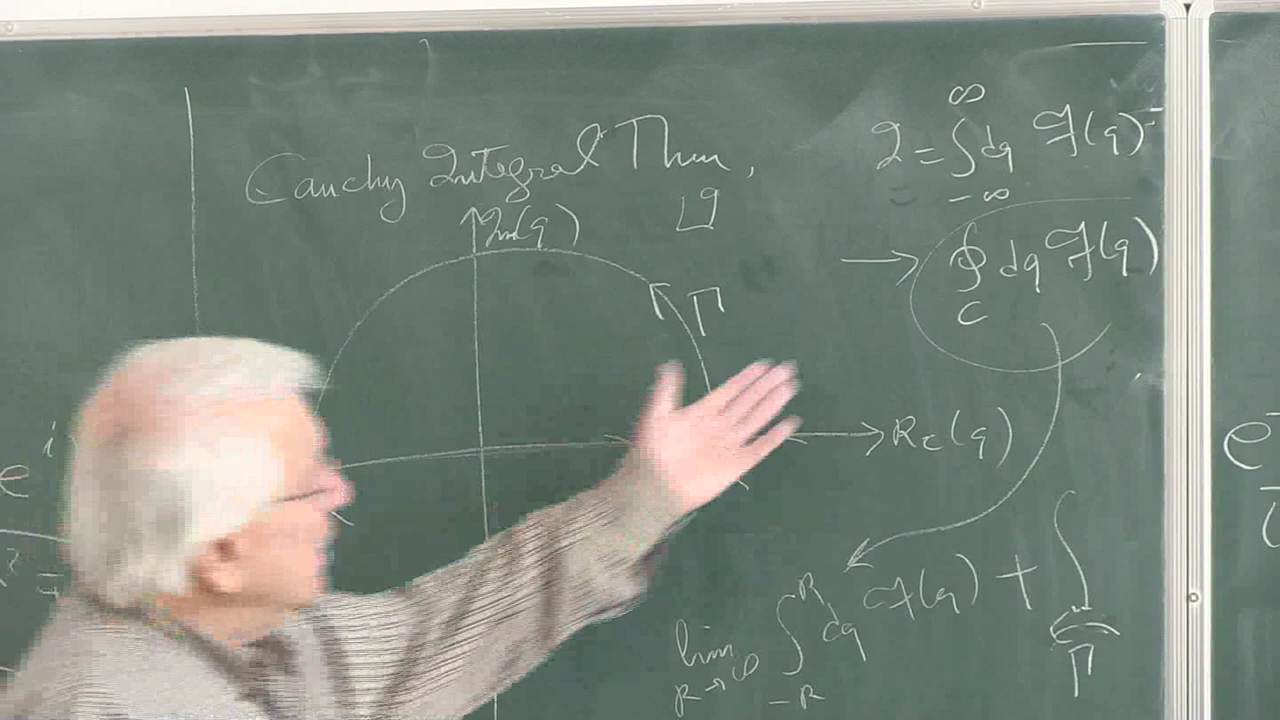 Cauchy Integral Thm,
Im(q)
q
Γ
Re(q)
I = ∫_{-∞}^{∞} dq F(q)
→ ∮_C dq F(q)
lim_{R→∞} ∫_{-R}^{R} dq F(q) + ∫_Γ
e^i
e